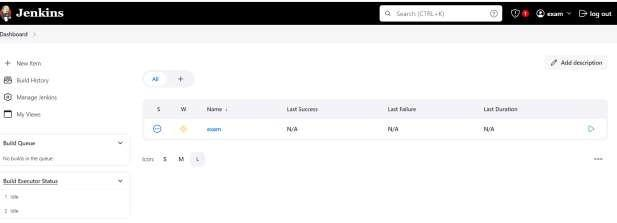 Jenkins
Search (CTRL+K)
1
exam
log out
Dashboard
New Item
Build History
Manage Jenkins
My Views
Build Queue
No builds in the queue.
Build Executor Status
1 Idle
2 Idle
Add description
All +
S W Name ↓ Last Success Last Failure Last Duration
exam N/A N/A N/A
Icon: S M L